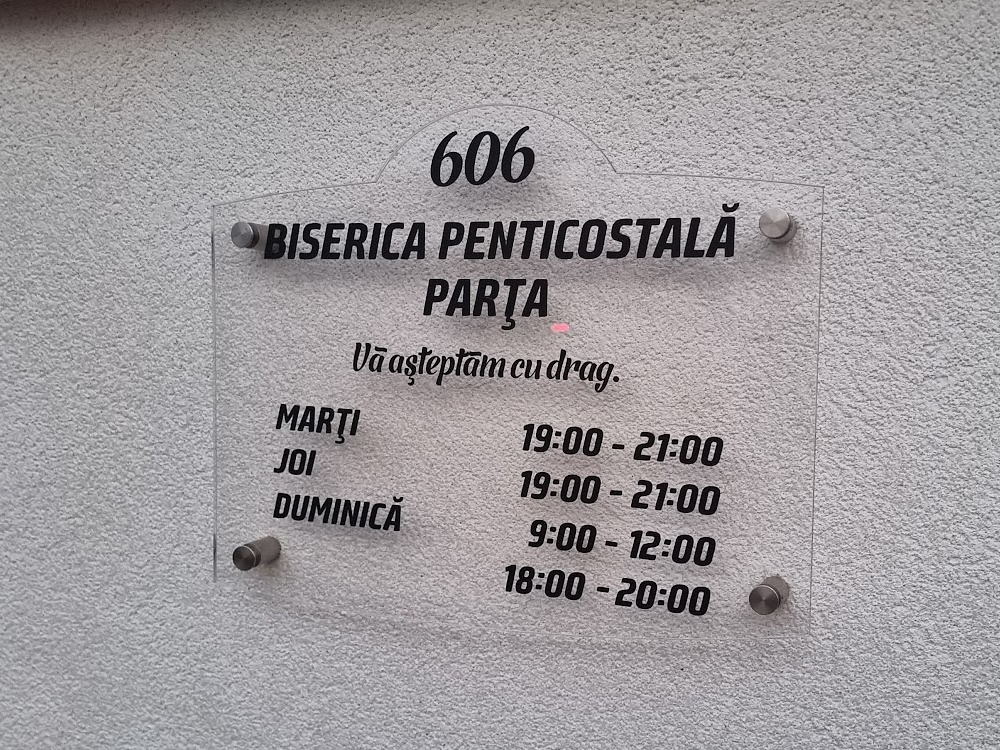 606
BISERICA PENTICOSTALĂ
PARŢA
Vă aşteptăm cu drag.
MARŢI 19:00 - 21:00
JOI 19:00 - 21:00
DUMINICĂ 9:00 - 12:00
18:00 - 20:00